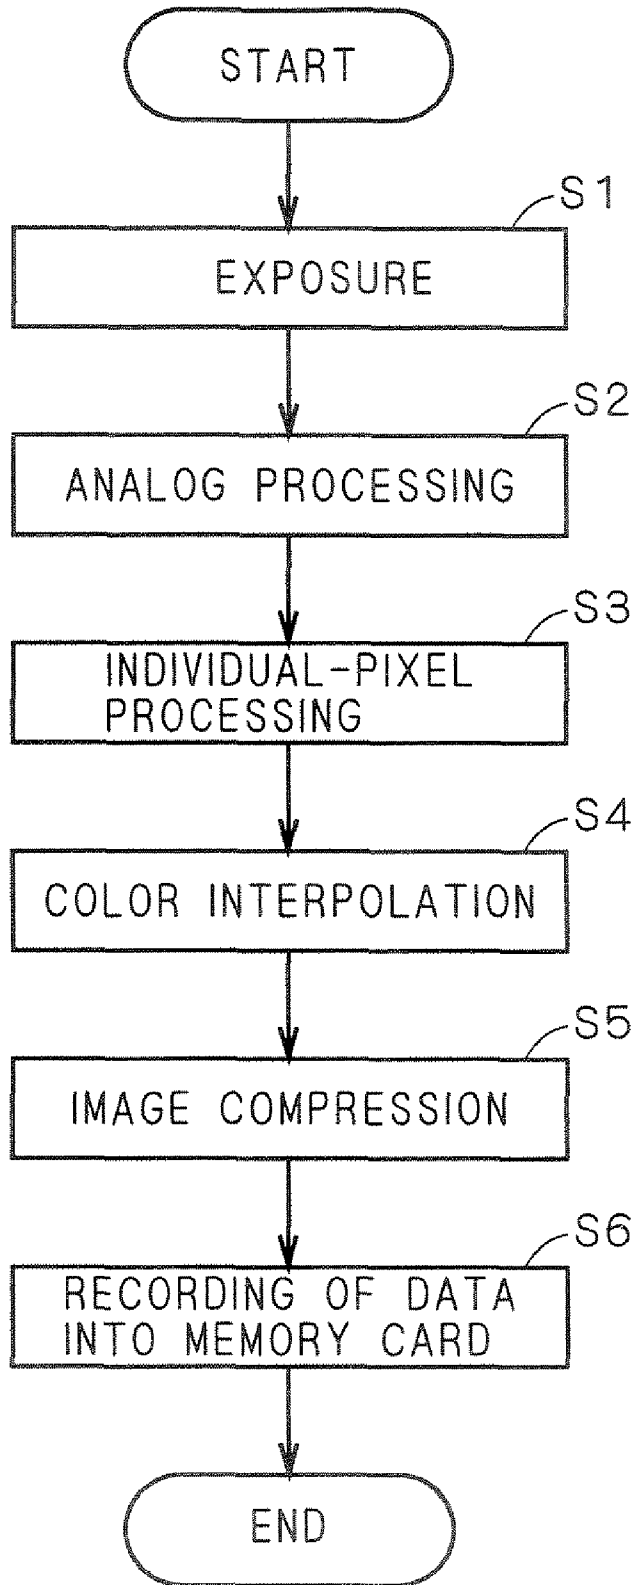 START
S1
EXPOSURE
S2
ANALOG PROCESSING
S3
INDIVIDUAL-PIXEL
PROCESSING
S4
COLOR INTERPOLATION
S5
IMAGE COMPRESSION
S6
RECORDING OF DATA
INTO MEMORY CARD
END